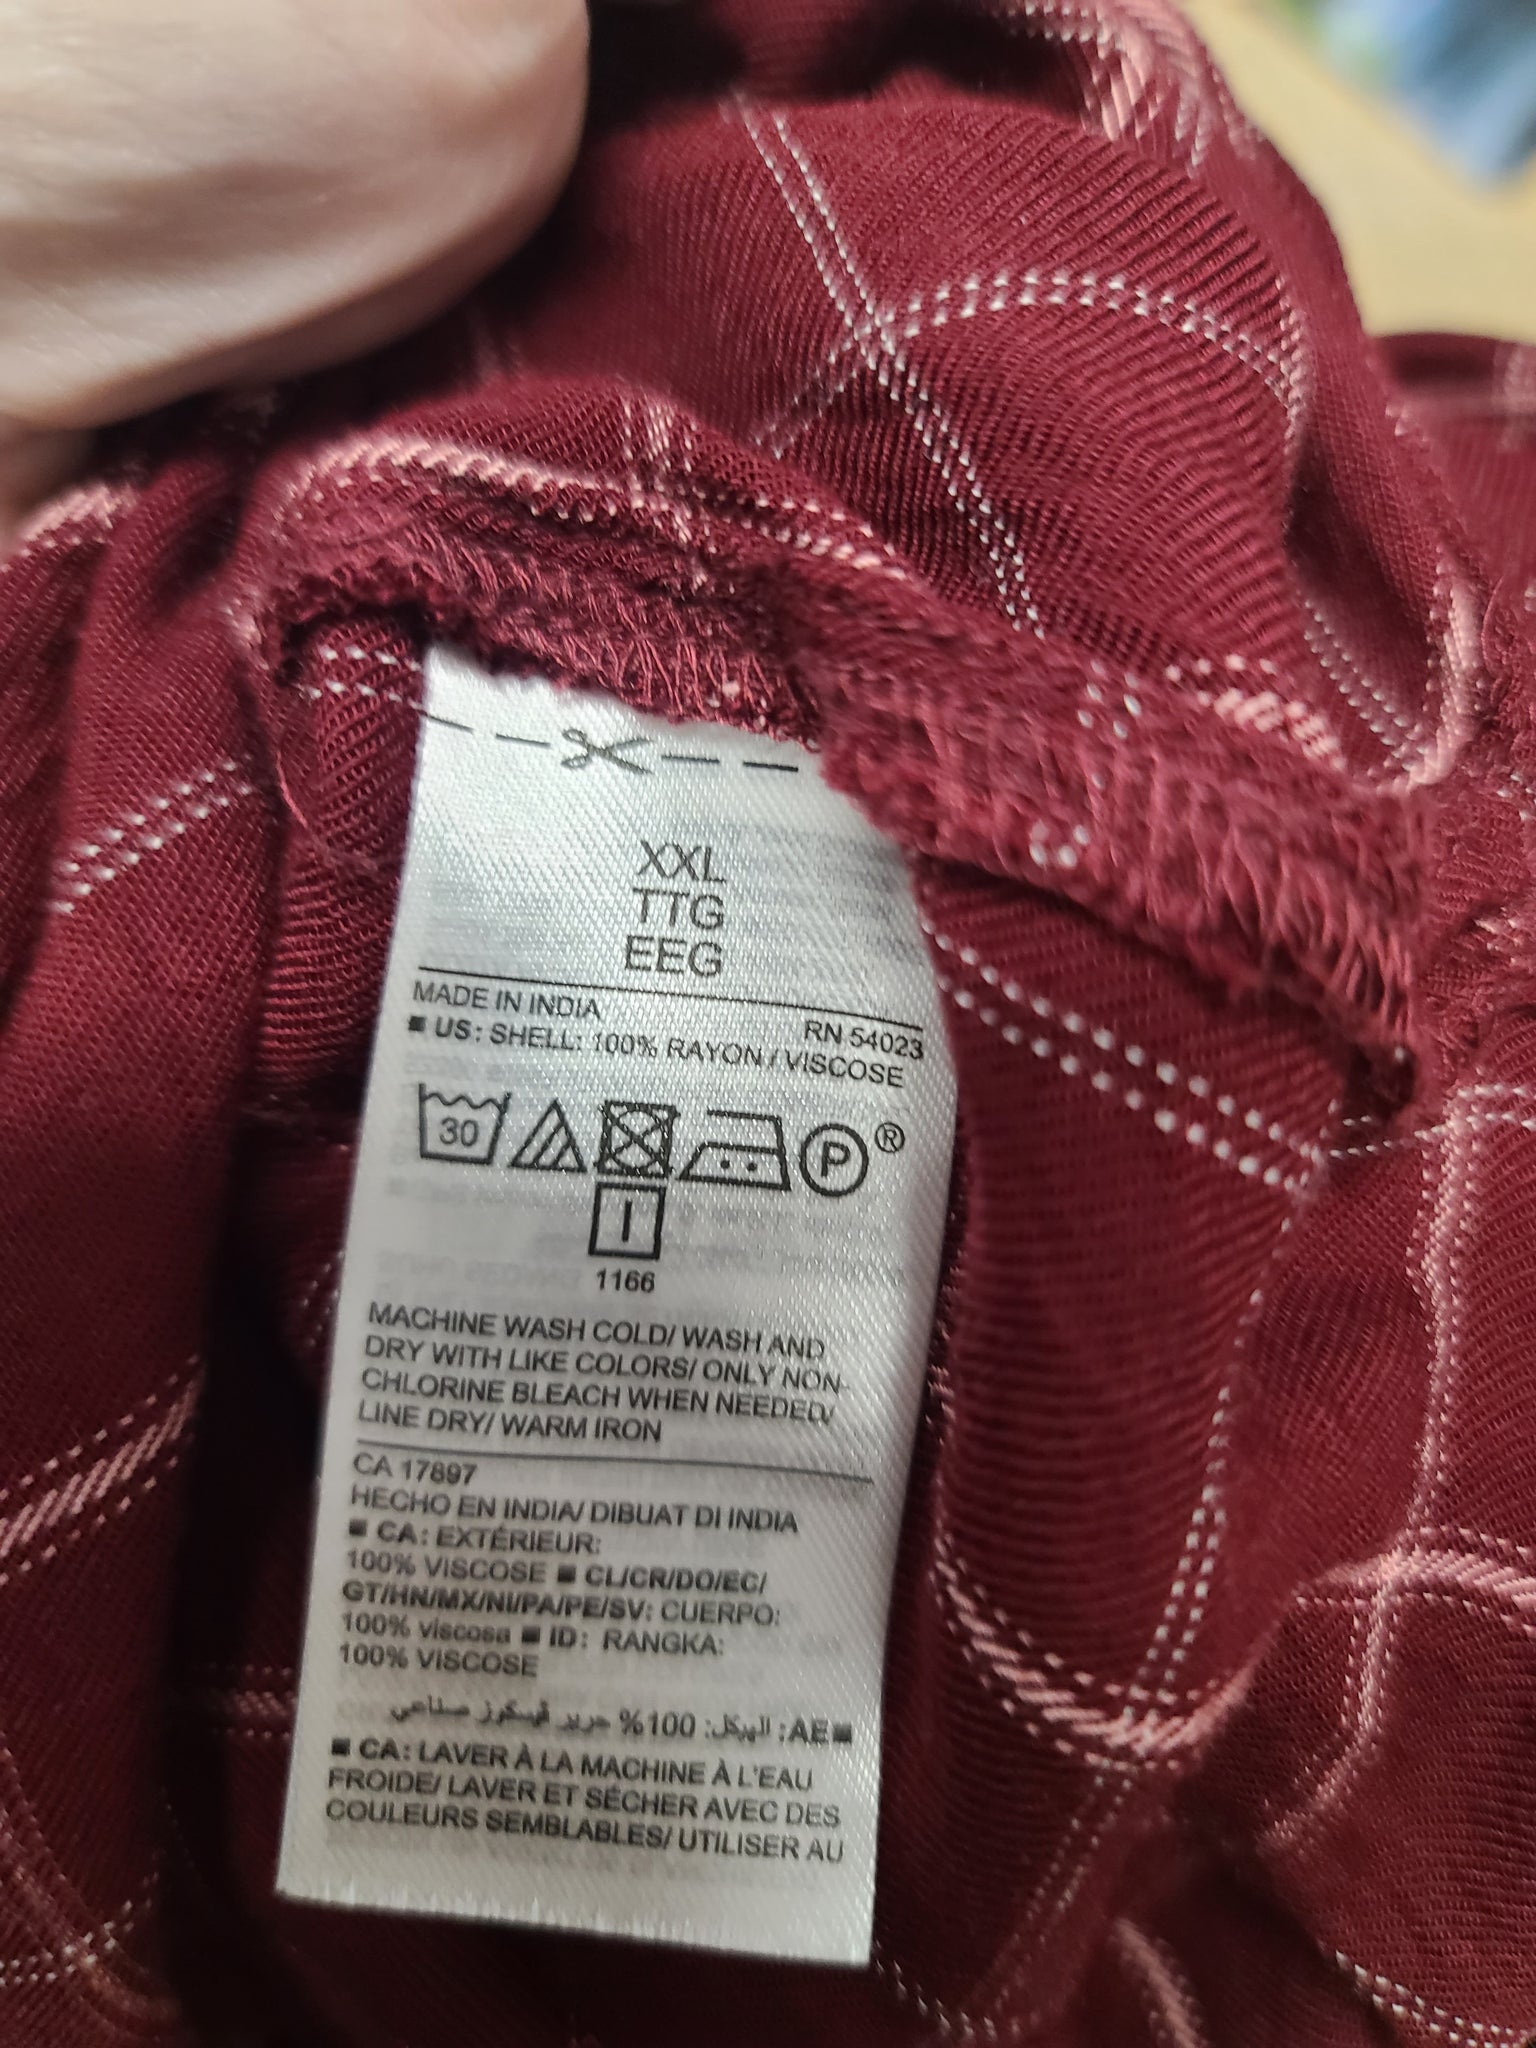 XXL
TTG
EEG
MADE IN INDIA RN 54023
■ US: SHELL: 100% RAYON / VISCOSE
30 P ®
1166
MACHINE WASH COLD/ WASH AND
DRY WITH LIKE COLORS/ ONLY NON-
CHLORINE BLEACH WHEN NEEDED/
LINE DRY/ WARM IRON
CA 17897
HECHO EN INDIA/ DIBUAT DI INDIA
■ CA: EXTÉRIEUR:
100% VISCOSE ■ CL/CR/DO/EC/
GT/HN/MX/NI/PA/PE/SV: CUERPO:
100% viscosa ■ ID: RANGKA:
100% VISCOSE
■AE: الهيكل: 100% حرير ڤيسكوز صناعي
■ CA: LAVER À LA MACHINE À L'EAU
FROIDE/ LAVER ET SÉCHER AVEC DES
COULEURS SEMBLABLES/ UTILISER AU